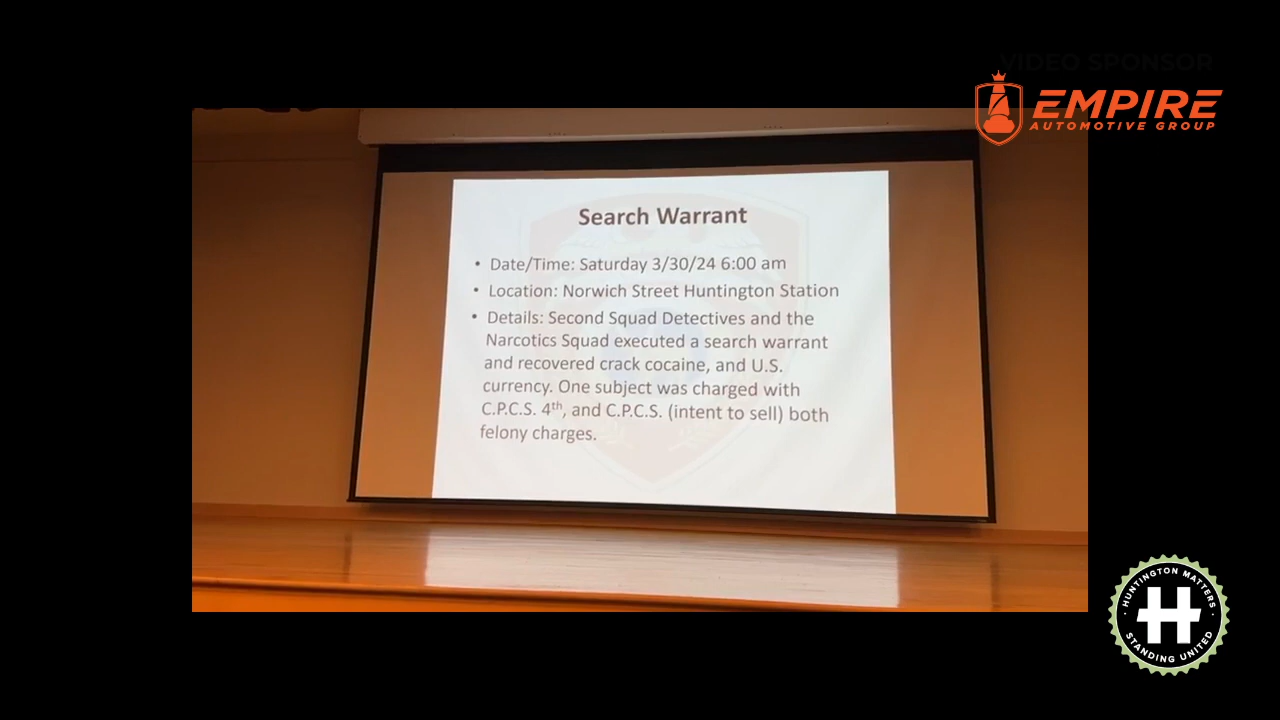 VIDEO SPONSOR
EMPIRE
AUTOMOTIVE GROUP
Search Warrant
• Date/Time: Saturday 3/30/24 6:00 am
• Location: Norwich Street Huntington Station
• Details: Second Squad Detectives and the
Narcotics Squad executed a search warrant
and recovered crack cocaine, and U.S.
currency. One subject was charged with
C.P.C.S. 4th, and C.P.C.S. (intent to sell) both
felony charges.
· HUNTINGTON MATTERS ·
H
STANDING UNITED